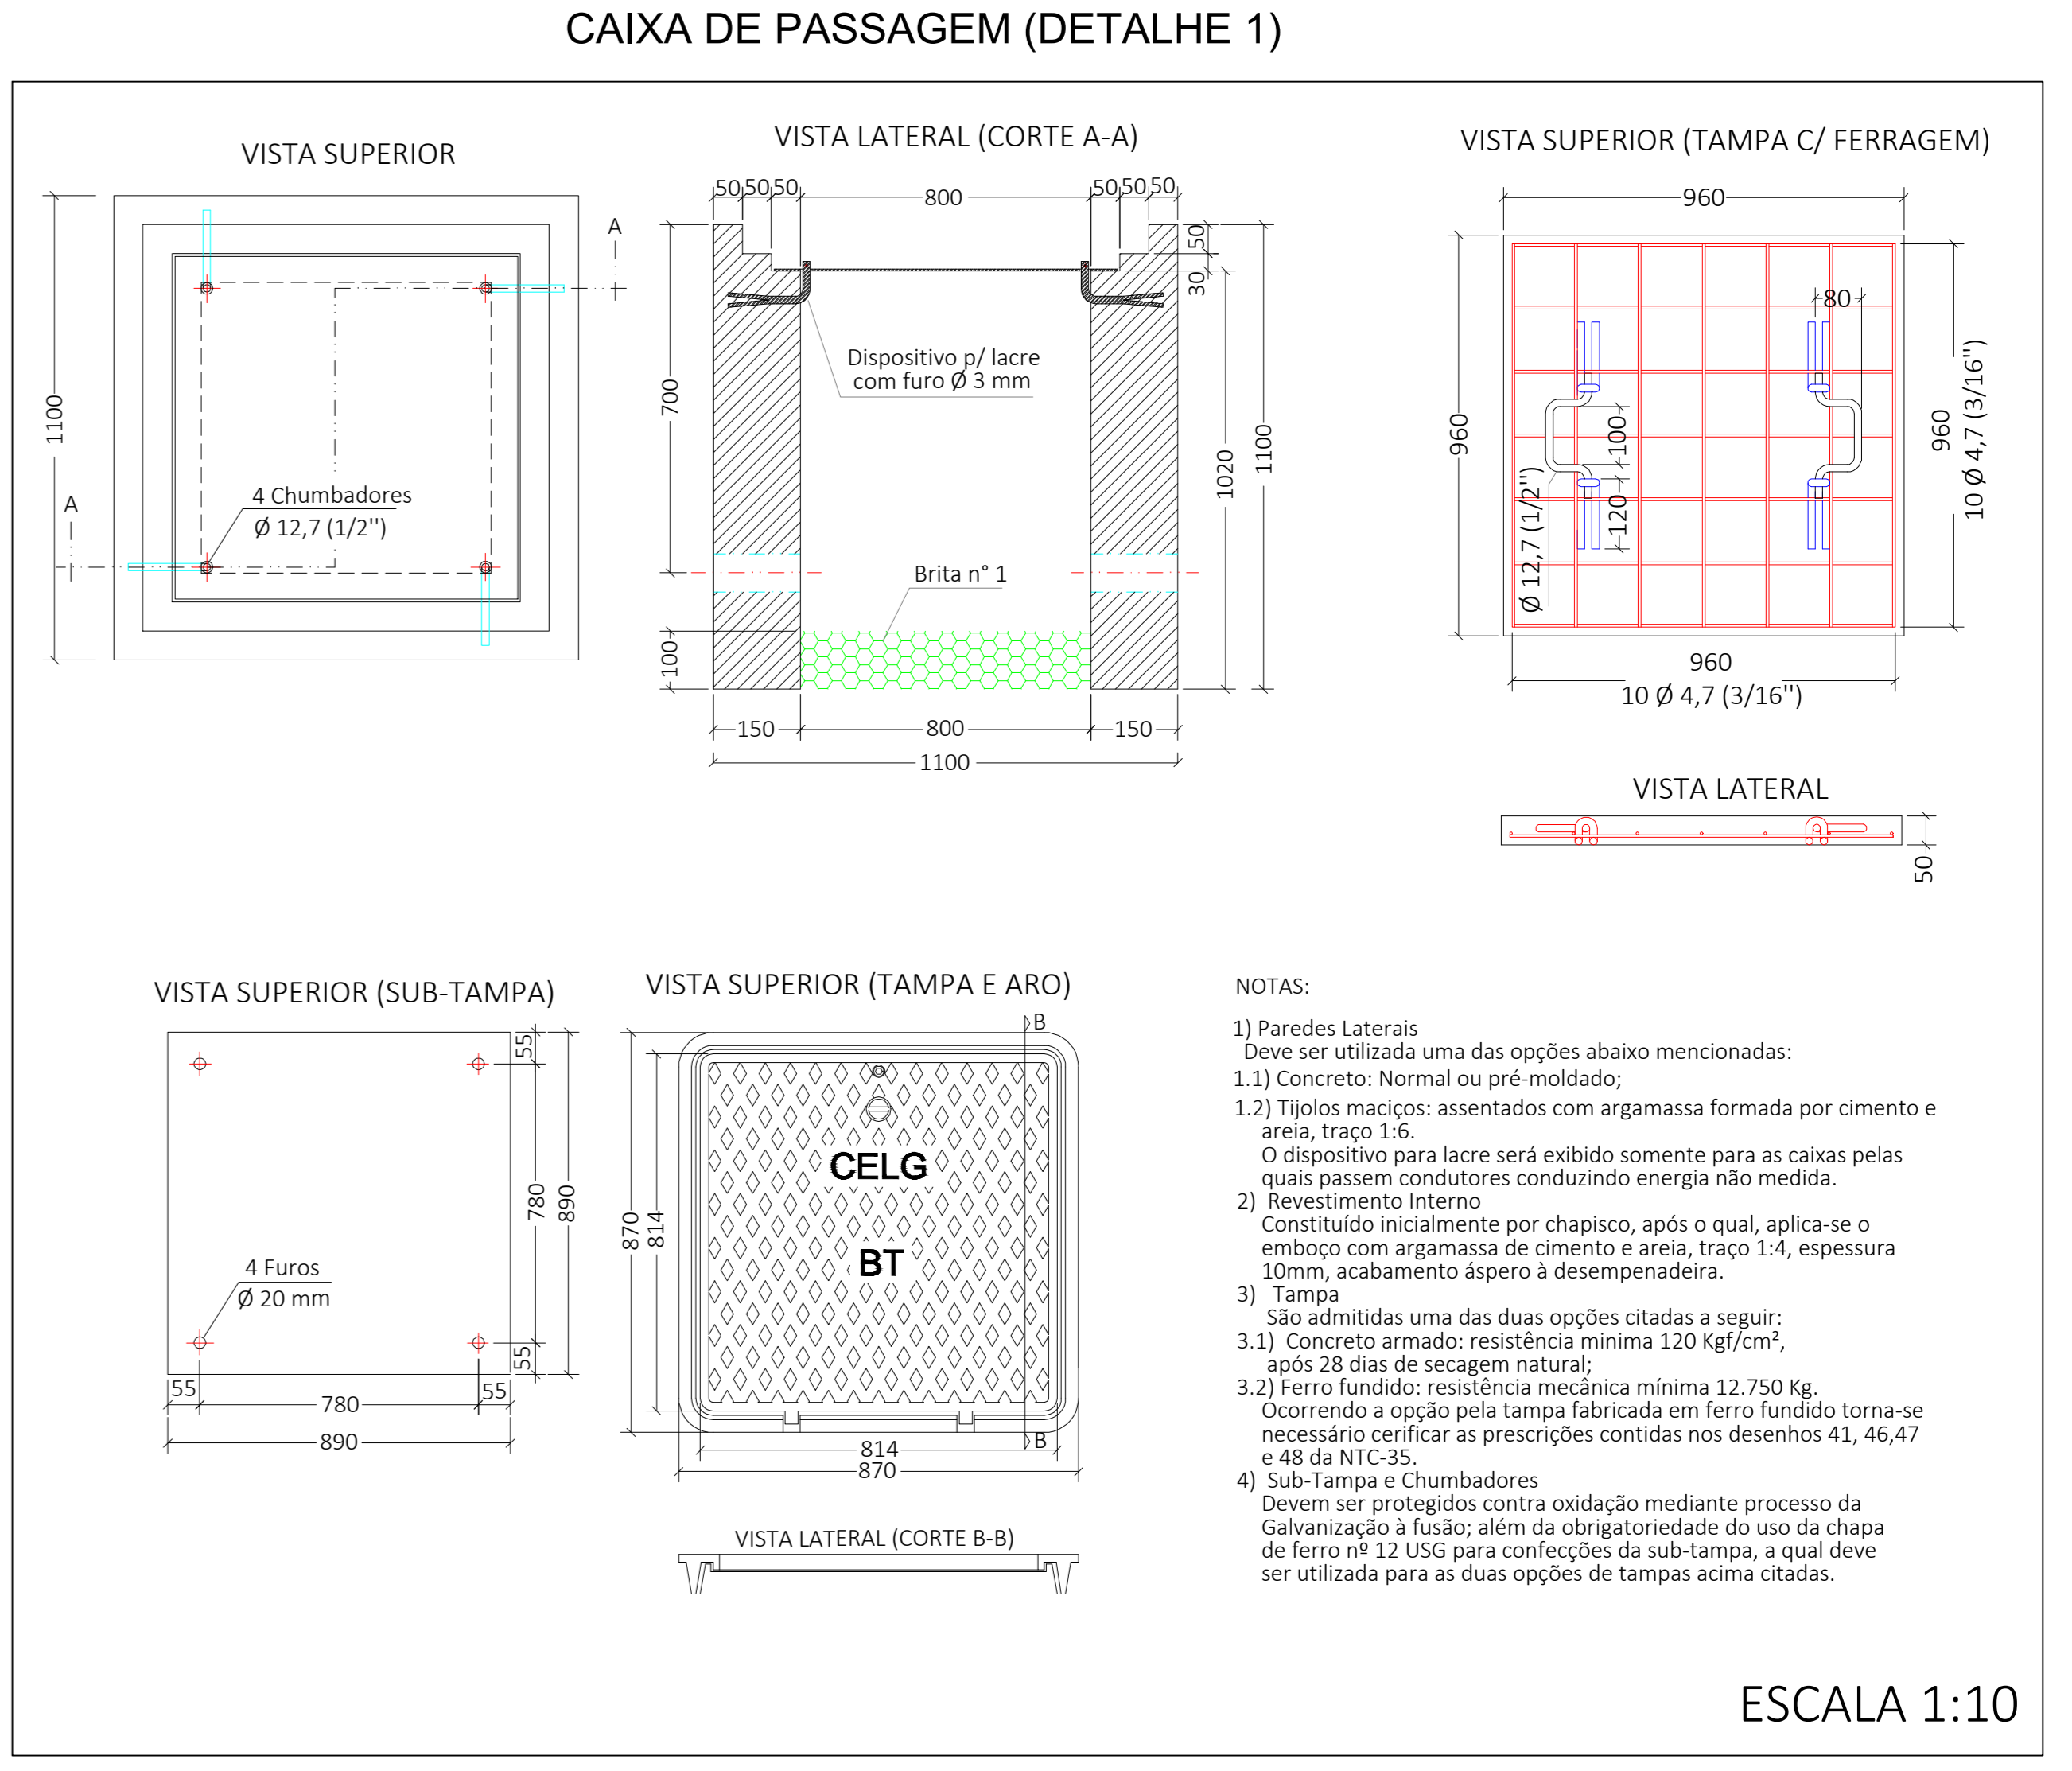 CAIXA DE PASSAGEM (DETALHE 1)
VISTA SUPERIOR
1100
A
A
4 Chumbadores
Ø 12,7 (1/2'')
VISTA LATERAL (CORTE A-A)
50 50 50 800 50 50 50
50
30
700
1020
1100
Dispositivo p/ lacre
com furo Ø 3 mm
Brita n° 1
100
150 800 150
1100
VISTA SUPERIOR (TAMPA C/ FERRAGEM)
960
960
80
100
120
Ø 12,7 (1/2'')
960
10 Ø 4,7 (3/16'')
960
10 Ø 4,7 (3/16'')
VISTA LATERAL
50
VISTA SUPERIOR (SUB-TAMPA)
55
780
890
55
4 Furos
Ø 20 mm
55 780 55
890
VISTA SUPERIOR (TAMPA E ARO)
B
870
814
CELG
BT
B
814
870
VISTA LATERAL (CORTE B-B)
NOTAS:
1) Paredes Laterais
Deve ser utilizada uma das opções abaixo mencionadas:
1.1) Concreto: Normal ou pré-moldado;
1.2) Tijolos maciços: assentados com argamassa formada por cimento e
areia, traço 1:6.
O dispositivo para lacre será exibido somente para as caixas pelas
quais passem condutores conduzindo energia não medida.
2) Revestimento Interno
Constituído inicialmente por chapisco, após o qual, aplica-se o
emboço com argamassa de cimento e areia, traço 1:4, espessura
10mm, acabamento áspero à desempenadeira.
3) Tampa
São admitidas uma das duas opções citadas a seguir:
3.1) Concreto armado: resistência minima 120 Kgf/cm²,
após 28 dias de secagem natural;
3.2) Ferro fundido: resistência mecânica mínima 12.750 Kg.
Ocorrendo a opção pela tampa fabricada em ferro fundido torna-se
necessário cerificar as prescrições contidas nos desenhos 41, 46,47
e 48 da NTC-35.
4) Sub-Tampa e Chumbadores
Devem ser protegidos contra oxidação mediante processo da
Galvanização à fusão; além da obrigatoriedade do uso da chapa
de ferro nº 12 USG para confecções da sub-tampa, a qual deve
ser utilizada para as duas opções de tampas acima citadas.
ESCALA 1:10